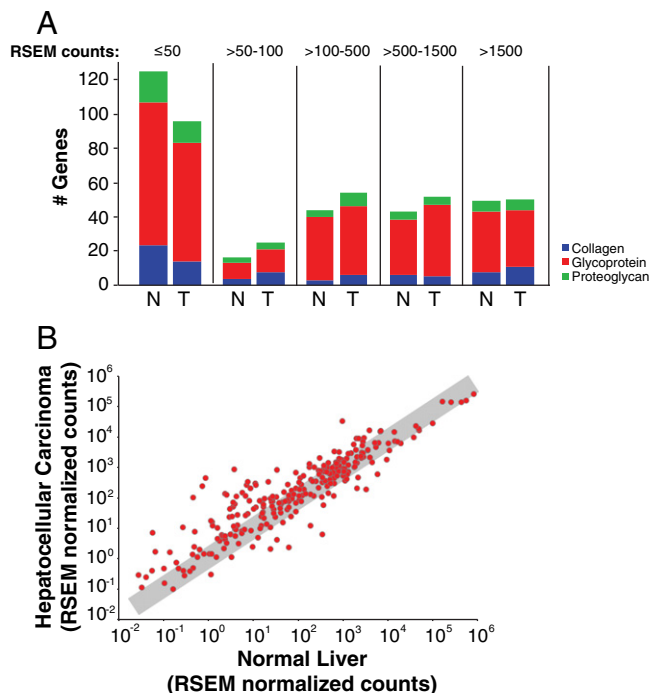 A
RSEM counts: ≤50 >50-100 >100-500 >500-1500 >1500
# Genes
120
100
80
60
40
20
0
N T N T N T N T N T
Collagen
Glycoprotein
Proteoglycan
B
Hepatocellular Carcinoma
(RSEM normalized counts)
10^6
10^5
10^4
10^3
10^2
10^1
10^0
10^-1
10^-2
10^-2 10^-1 10^0 10^1 10^2 10^3 10^4 10^5 10^6
Normal Liver
(RSEM normalized counts)